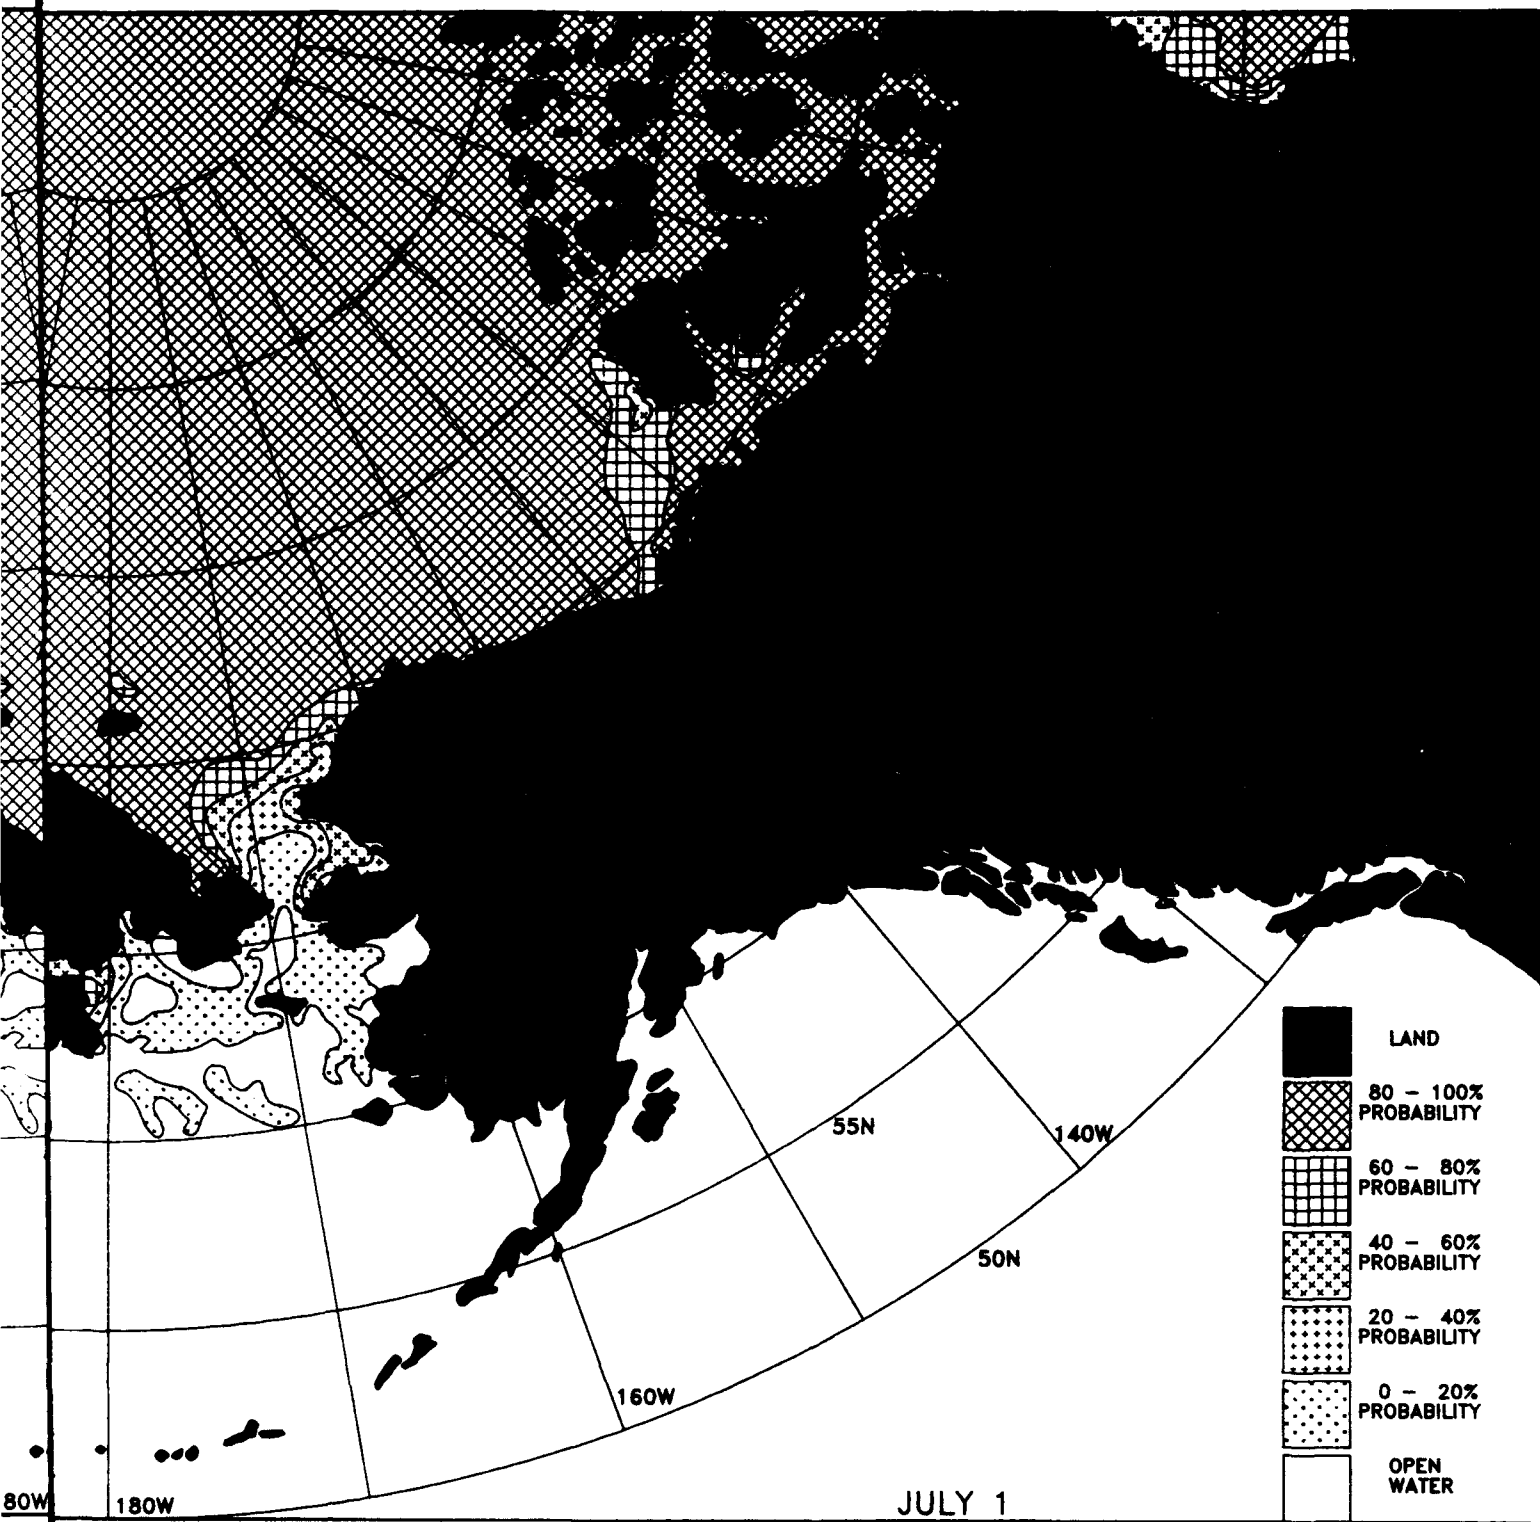 LAND
80 - 100%
PROBABILITY
60 - 80%
PROBABILITY
40 - 60%
PROBABILITY
20 - 40%
PROBABILITY
0 - 20%
PROBABILITY
OPEN
WATER
55N
140W
50N
160W
80W
180W
JULY 1